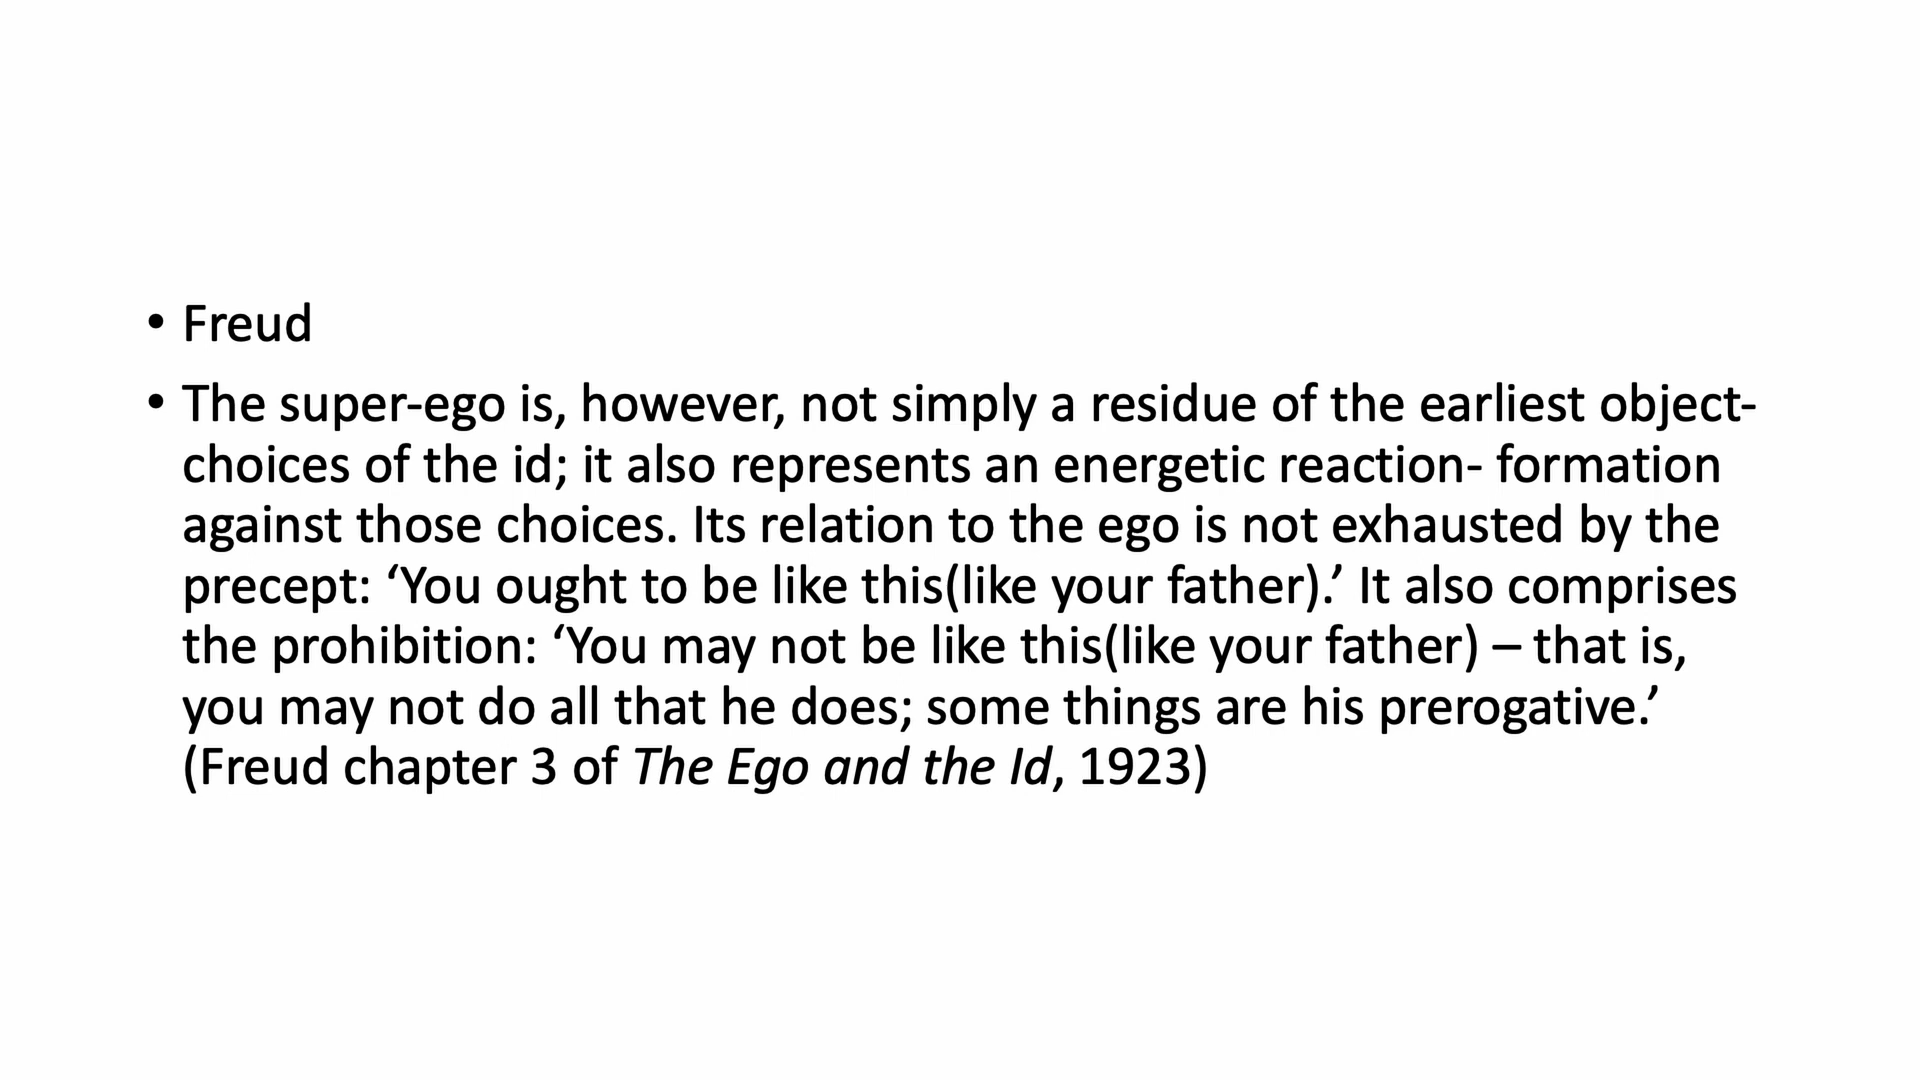 • Freud
• The super-ego is, however, not simply a residue of the earliest object-
choices of the id; it also represents an energetic reaction- formation
against those choices. Its relation to the ego is not exhausted by the
precept: ‘You ought to be like this(like your father).’ It also comprises
the prohibition: ‘You may not be like this(like your father) – that is,
you may not do all that he does; some things are his prerogative.’
(Freud chapter 3 of The Ego and the Id, 1923)